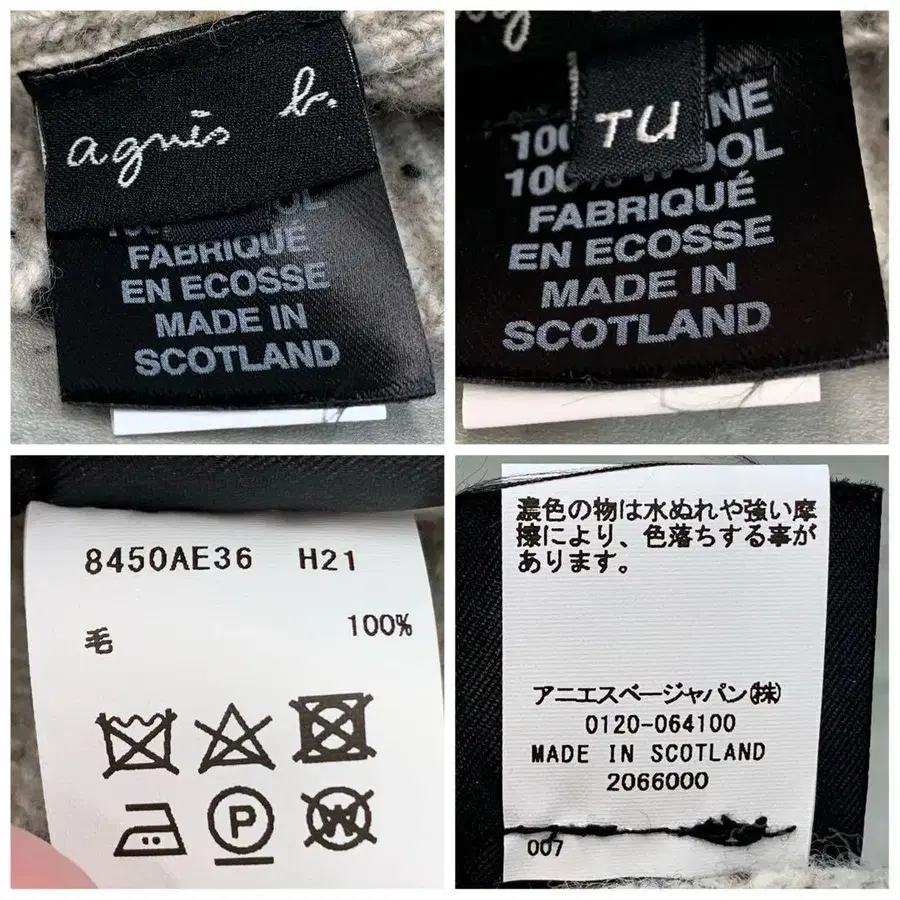 agnès b.
FABRIQUÉ
EN ECOSSE
MADE IN
SCOTLAND
TU
100% WOOL
FABRIQUÉ
EN ECOSSE
MADE IN
SCOTLAND
8450AE36 H21
毛 100%
P
W
濃色の物は水ぬれや強い摩
擦により、色落ちする事が
あります。
アニエスベージャパン㈱
0120-064100
MADE IN SCOTLAND
2066000
007